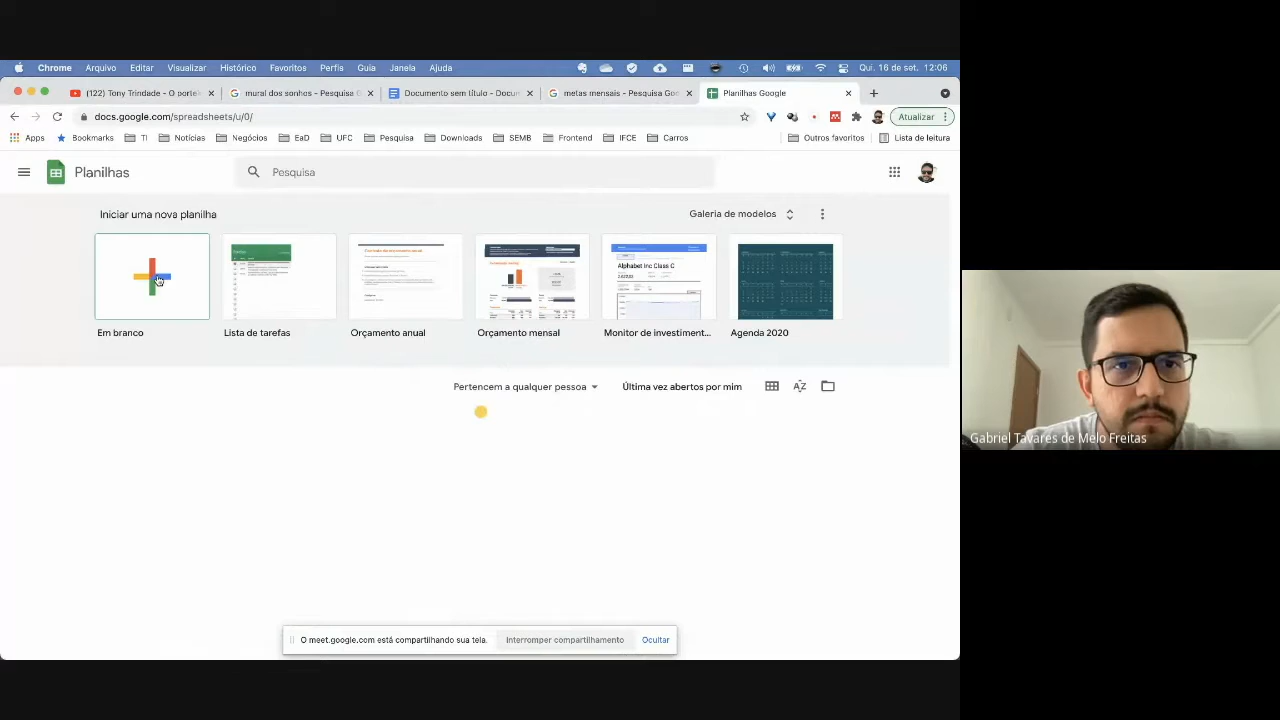 Chrome Arquivo Editar Visualizar Histórico Favoritos Perfis Guia Janela Ajuda Qui. 16 de set. 12:06
(122) Tony Trindade - O portei mural dos sonhos - Pesquisa G Documento sem título - Docum metas mensais - Pesquisa Goo Planilhas Google
docs.google.com/spreadsheets/u/0/ Atualizar
Apps Bookmarks TI Notícias Negócios EaD UFC Pesquisa Downloads SEMB Frontend IFCE Carros Outros favoritos Lista de leitura
Planilhas Pesquisa
Iniciar uma nova planilha Galeria de modelos
Alphabet Inc Class C
Em branco Lista de tarefas Orçamento anual Orçamento mensal Monitor de investiment... Agenda 2020
Pertencem a qualquer pessoa Última vez abertos por mim
AZ
Gabriel Tavares de Melo Freitas
O meet.google.com está compartilhando sua tela. Interromper compartilhamento Ocultar